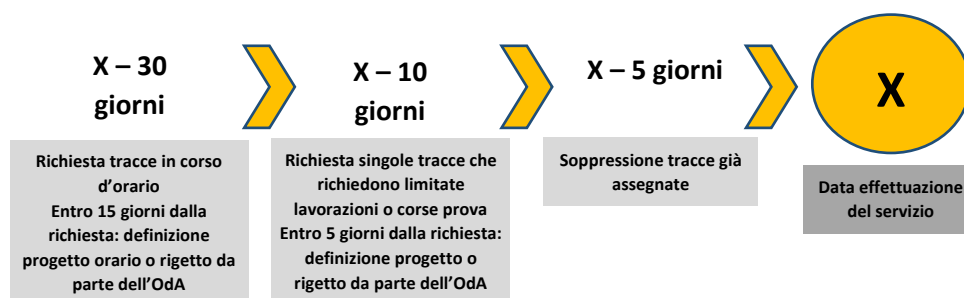 X – 30
giorni
Richiesta tracce in corso
d'orario
Entro 15 giorni dalla
richiesta: definizione
progetto orario o rigetto da
parte dell'OdA
X – 10
giorni
Richiesta singole tracce che
richiedono limitate
lavorazioni o corse prova
Entro 5 giorni dalla richiesta:
definizione progetto o
rigetto da parte dell'OdA
X – 5 giorni
Soppressione tracce già
assegnate
X
Data effettuazione
del servizio